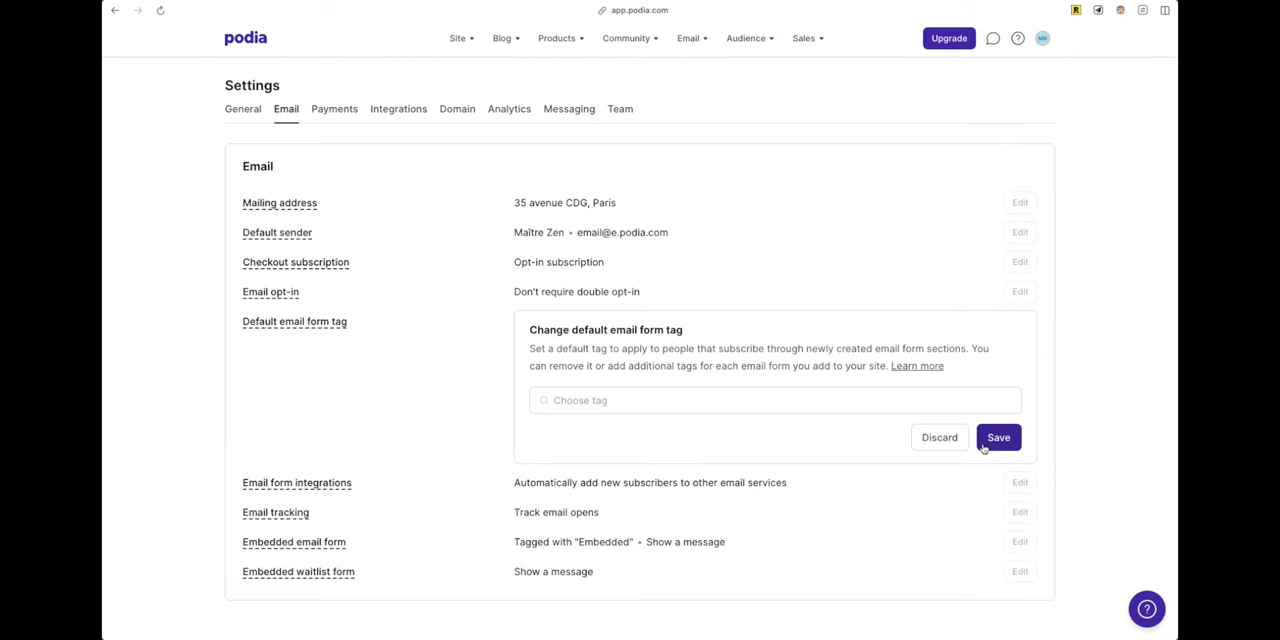 app.podia.com
podia
Site Blog Products Community Email Audience Sales Upgrade MD
Settings
General Email Payments Integrations Domain Analytics Messaging Team
Email
Mailing address 35 avenue CDG, Paris Edit
Default sender Maître Zen • email@e.podia.com Edit
Checkout subscription Opt-in subscription Edit
Email opt-in Don't require double opt-in Edit
Default email form tag
Change default email form tag
Set a default tag to apply to people that subscribe through newly created email form sections. You
can remove it or add additional tags for each email form you add to your site. Learn more
Choose tag
Discard Save
Email form integrations Automatically add new subscribers to other email services Edit
Email tracking Track email opens Edit
Embedded email form Tagged with "Embedded" • Show a message Edit
Embedded waitlist form Show a message Edit